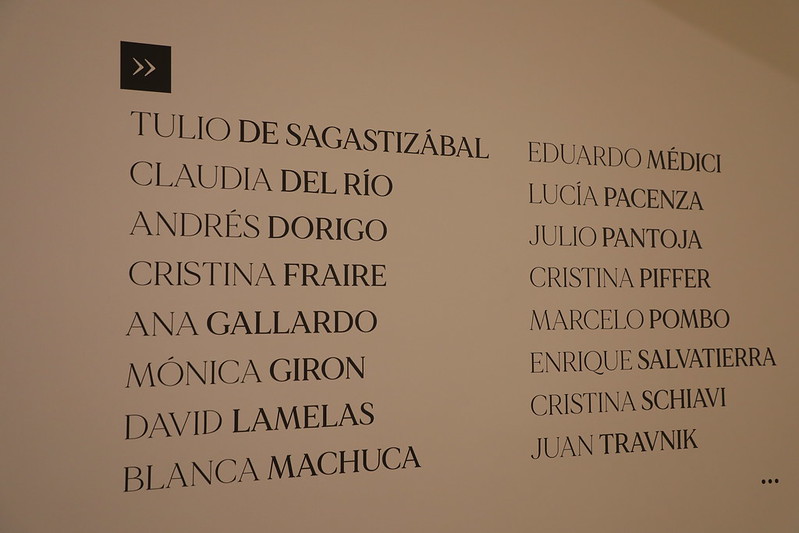 >>
TULIO DE SAGASTIZÁBAL
CLAUDIA DEL RÍO
ANDRÉS DORIGO
CRISTINA FRAIRE
ANA GALLARDO
MÓNICA GIRON
DAVID LAMELAS
BLANCA MACHUCA
EDUARDO MÉDICI
LUCÍA PACENZA
JULIO PANTOJA
CRISTINA PIFFER
MARCELO POMBO
ENRIQUE SALVATIERRA
CRISTINA SCHIAVI
JUAN TRAVNIK
...